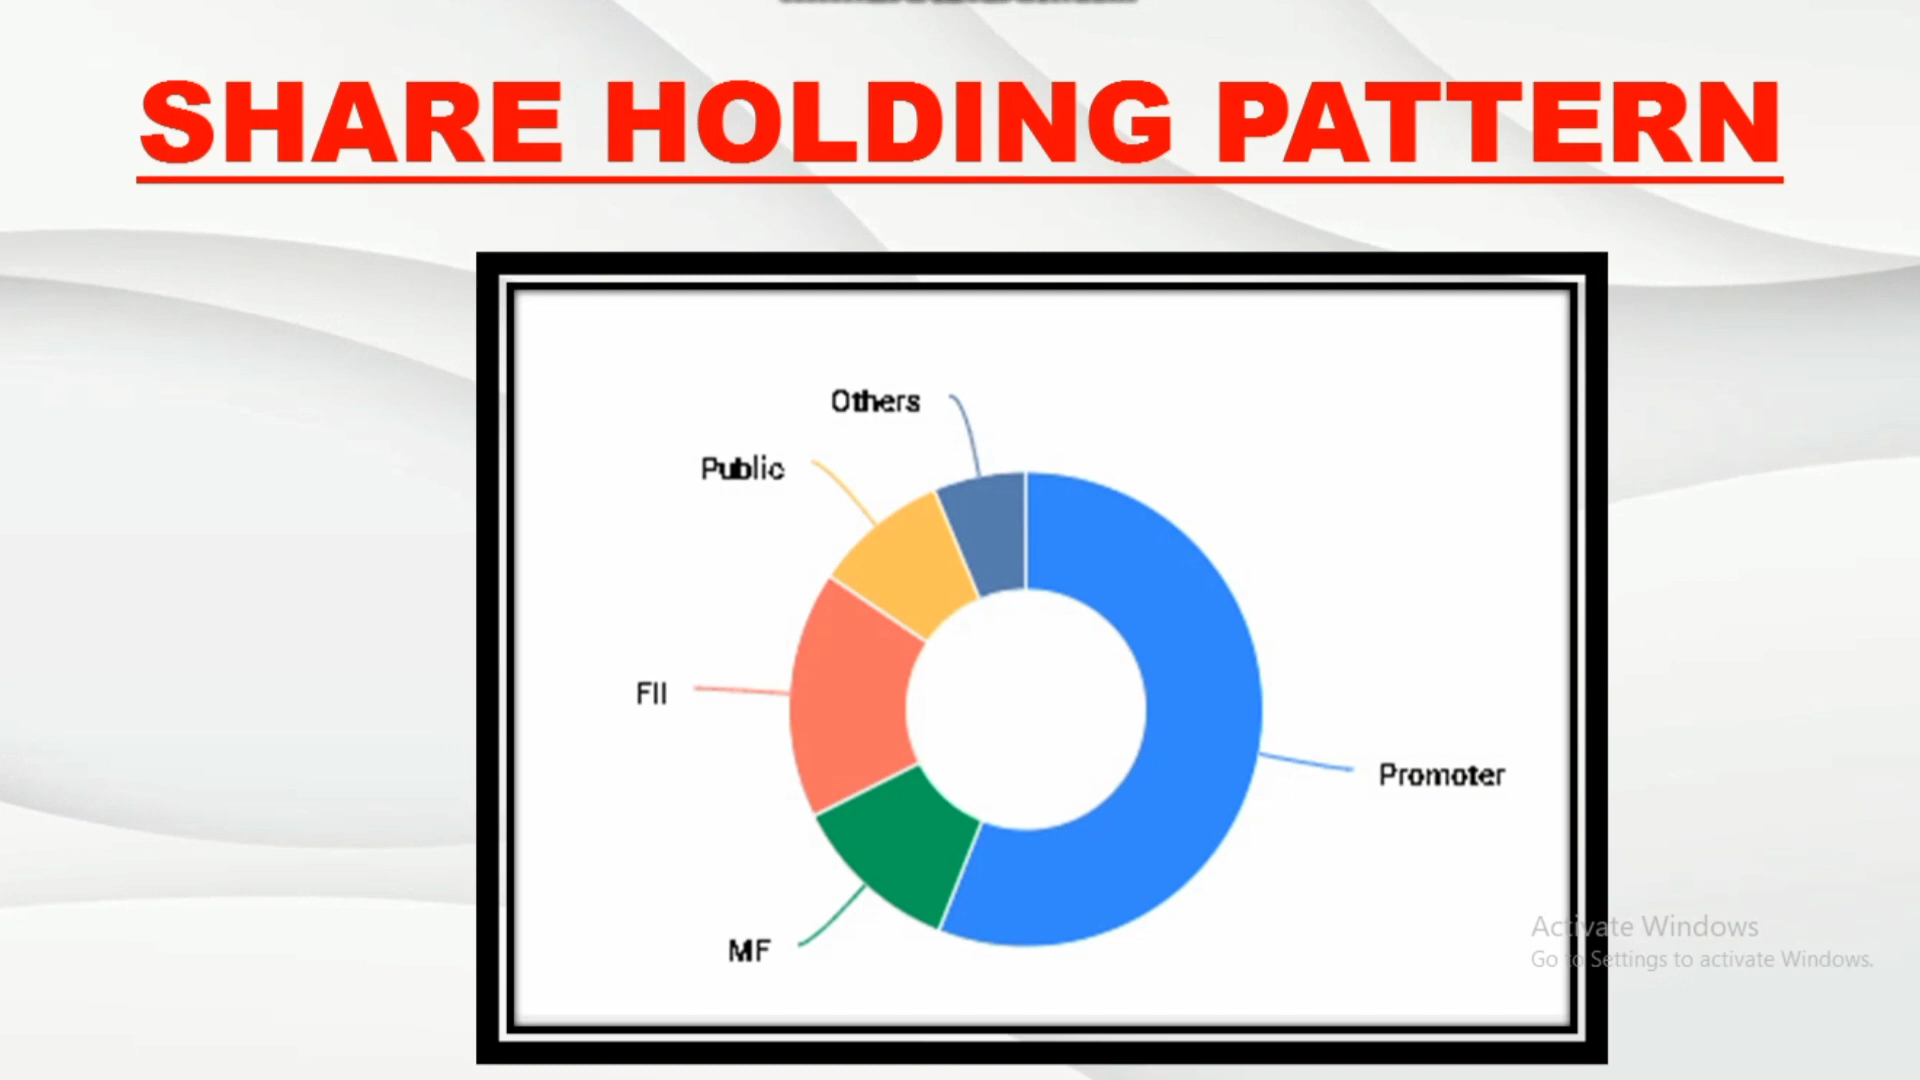 SHARE HOLDING PATTERN
Others
Public
FII
Promoter
MF
Activate Windows
Go to Settings to activate Windows.